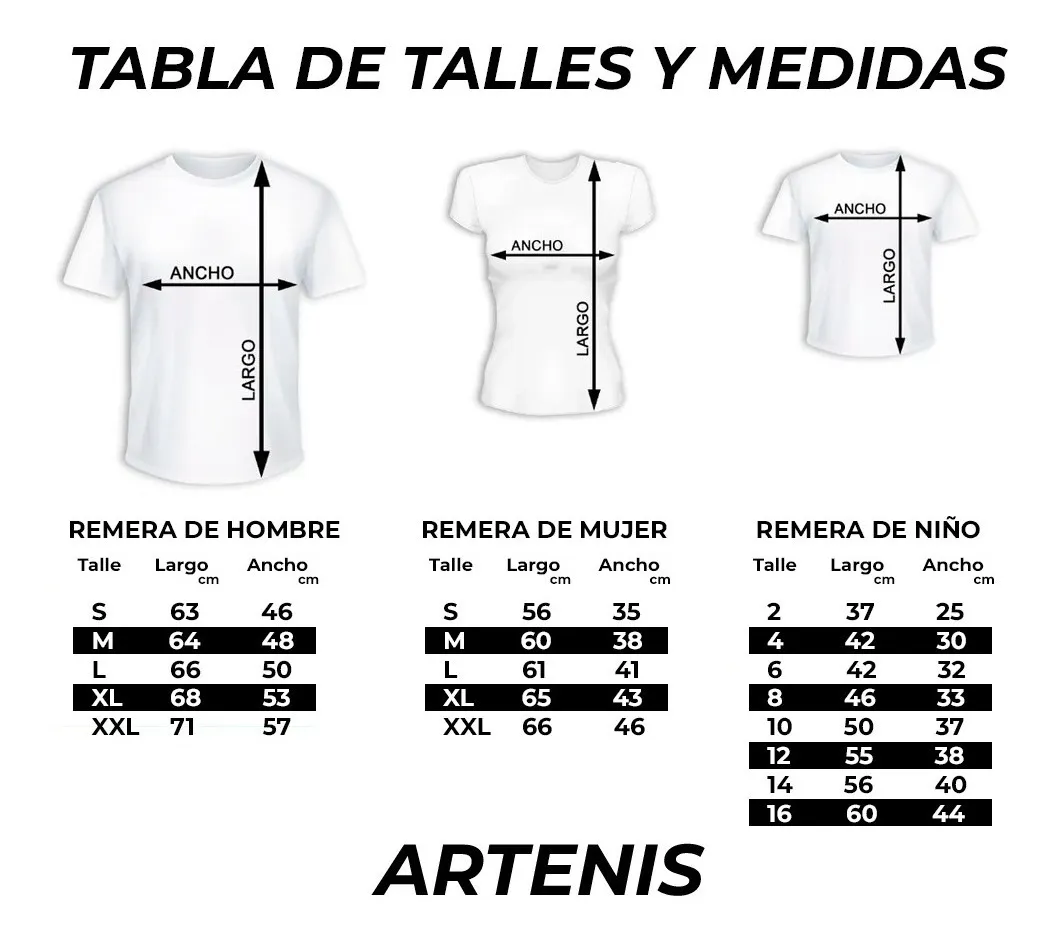 TABLA DE TALLES Y MEDIDAS
ANCHO
LARGO
ANCHO
LARGO
ANCHO
LARGO
REMERA DE HOMBRE
Talle Largo cm Ancho cm
S 63 46
M 64 48
L 66 50
XL 68 53
XXL 71 57
REMERA DE MUJER
Talle Largo cm Ancho cm
S 56 35
M 60 38
L 61 41
XL 65 43
XXL 66 46
REMERA DE NIÑO
Talle Largo cm Ancho cm
2 37 25
4 42 30
6 42 32
8 46 33
10 50 37
12 55 38
14 56 40
16 60 44
ARTENIS